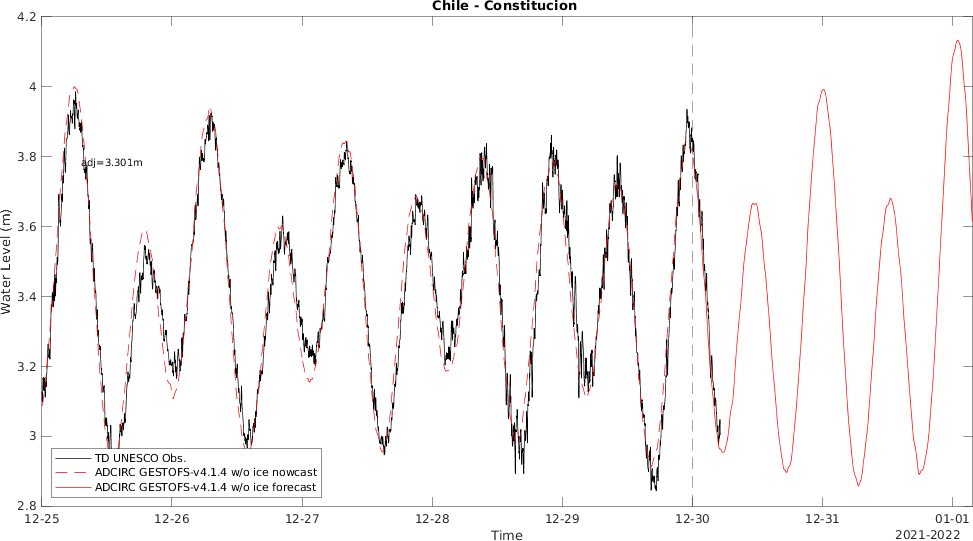 Chile - Constitucion
4.2
4
3.8
3.6
3.4
3.2
3
2.8
Water Level (m)
adj=3.301m
TD UNESCO Obs.
ADCIRC GESTOFS-v4.1.4 w/o ice nowcast
ADCIRC GESTOFS-v4.1.4 w/o ice forecast
12-25 12-26 12-27 12-28 12-29 12-30 12-31 01-01
Time
2021-2022